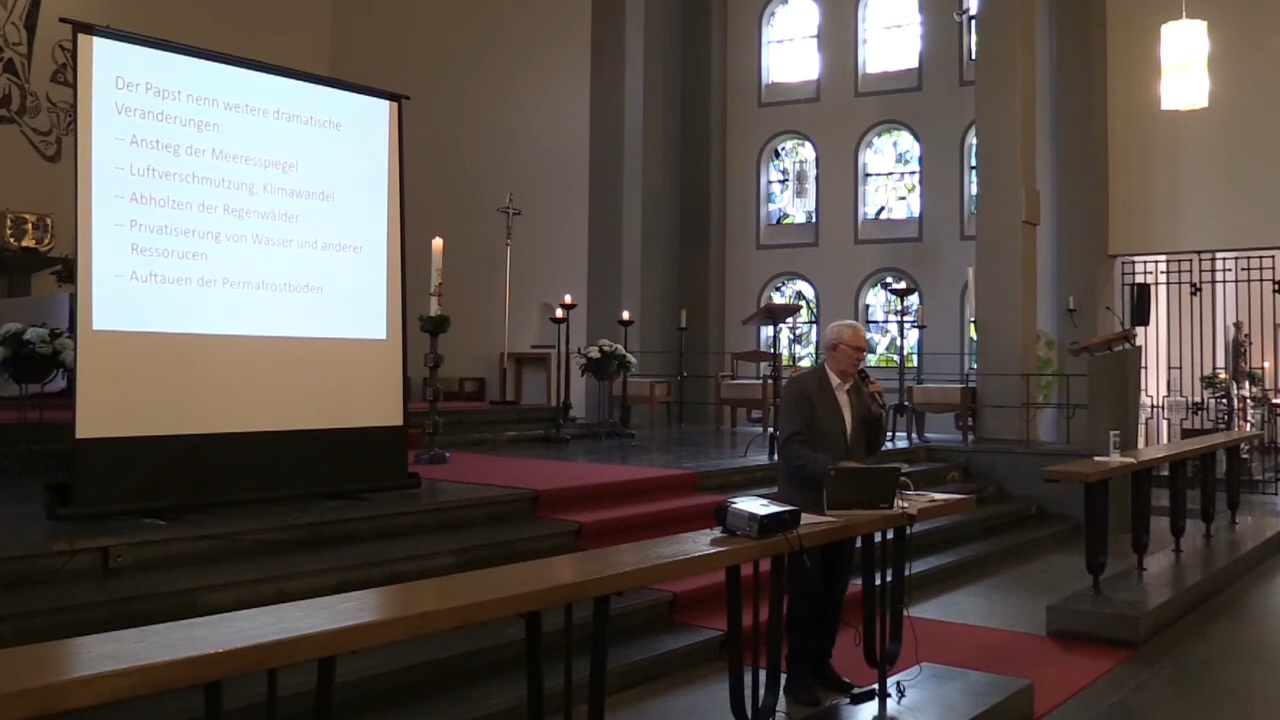 Der Papst nenn weitere dramatische
Veränderungen:
– Anstieg der Meeresspiegel
– Luftverschmutzung, Klimawandel
– Abholzen der Regenwälder
– Privatisierung von Wasser und anderer
Ressorucen
– Auftauen der Permafrostböden